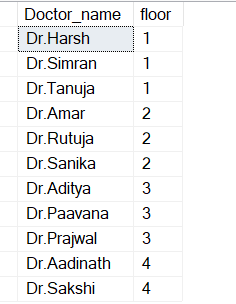 Doctor_name floor
Dr.Harsh 1
Dr.Simran 1
Dr.Tanuja 1
Dr.Amar 2
Dr.Rutuja 2
Dr.Sanika 2
Dr.Aditya 3
Dr.Paavana 3
Dr.Prajwal 3
Dr.Aadinath 4
Dr.Sakshi 4